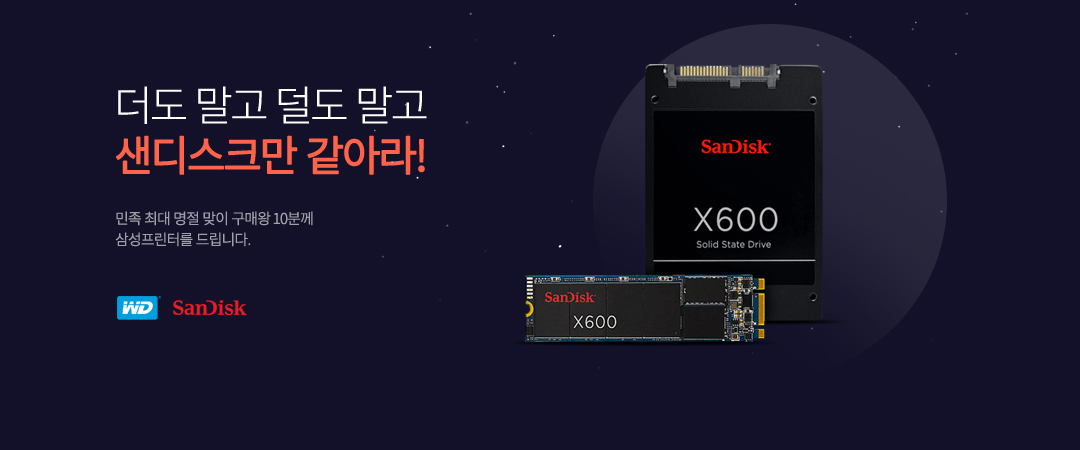 더도 말고 덜도 말고
샌디스크만 같아라!
민족 최대 명절 맞이 구매왕 10분께
삼성프린터를 드립니다.
WD SanDisk
SanDisk
X600
Solid State Drive
SanDisk
X600